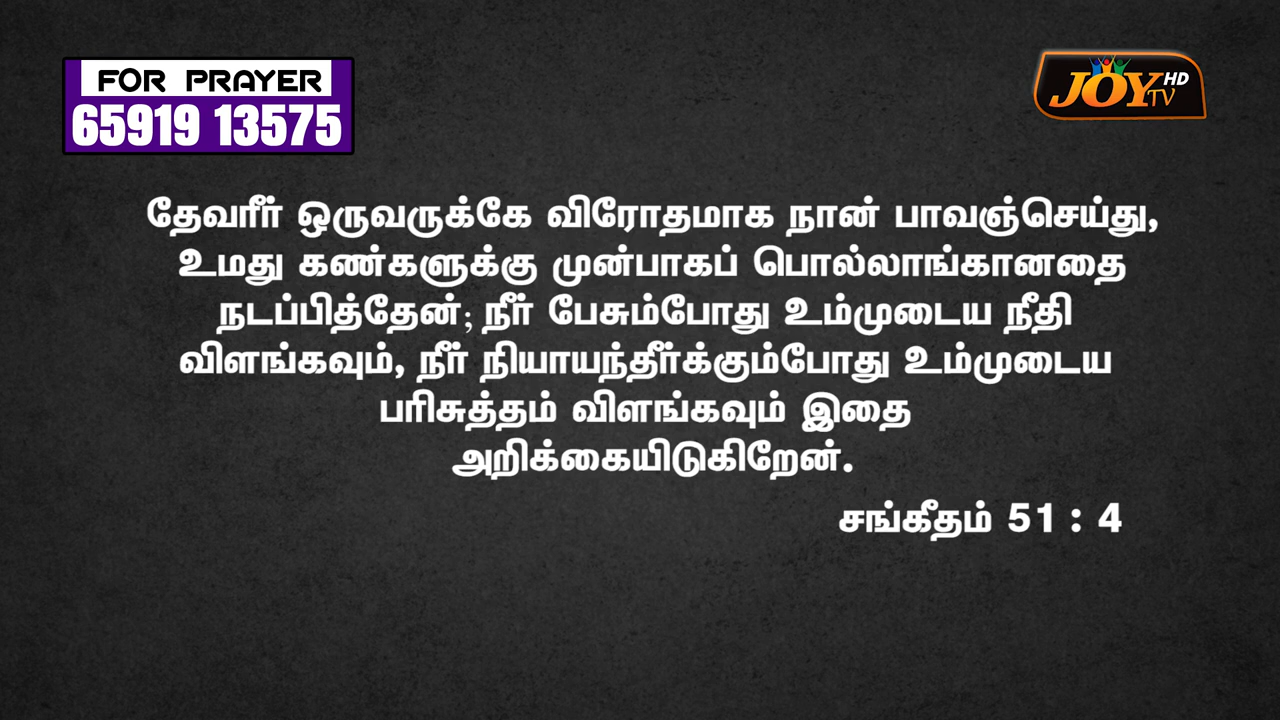 FOR PRAYER
65919 13575
JOY TV HD
தேவரீர் ஒருவருக்கே விரோதமாக நான் பாவஞ்செய்து,
உமது கண்களுக்கு முன்பாகப் பொல்லாங்கானதை
நடப்பித்தேன்; நீர் பேசும்போது உம்முடைய நீதி
விளங்கவும், நீர் நியாயந்தீர்க்கும்போது உம்முடைய
பரிசுத்தம் விளங்கவும் இதை
அறிக்கையிடுகிறேன்.
சங்கீதம் 51 : 4